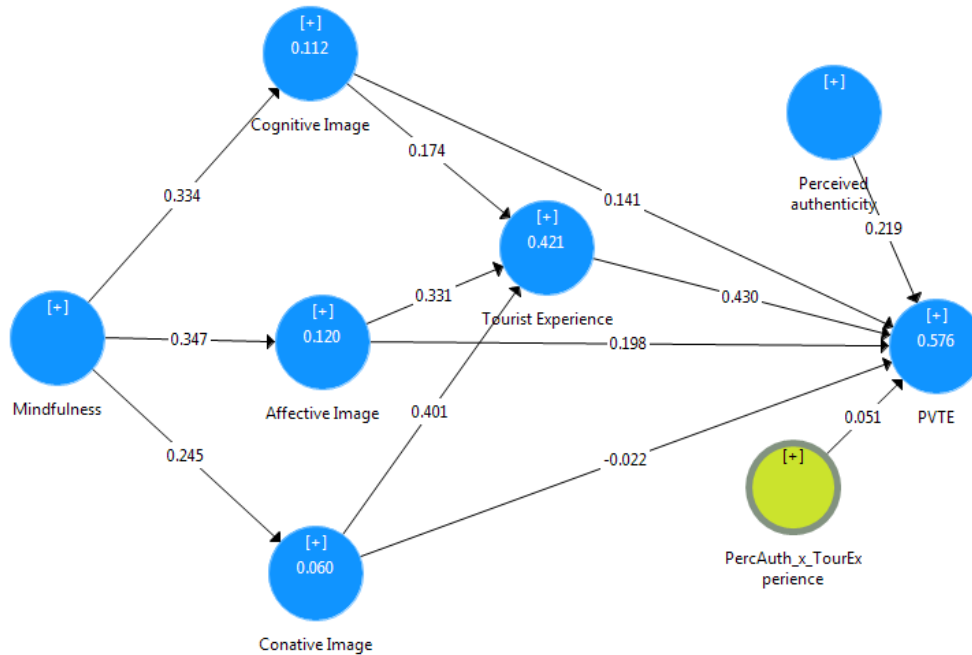 [+]
0.112
Cognitive Image
[+]
Perceived
authenticity
0.174
0.334
0.141
[+]
0.421
Tourist Experience
0.219
[+]
Mindfulness
0.347
[+]
0.120
Affective Image
0.331
0.430
0.198
[+]
0.576
PVTE
0.401
0.051
0.245
-0.022
[+]
PercAuth_x_TourEx
perience
[+]
0.060
Conative Image